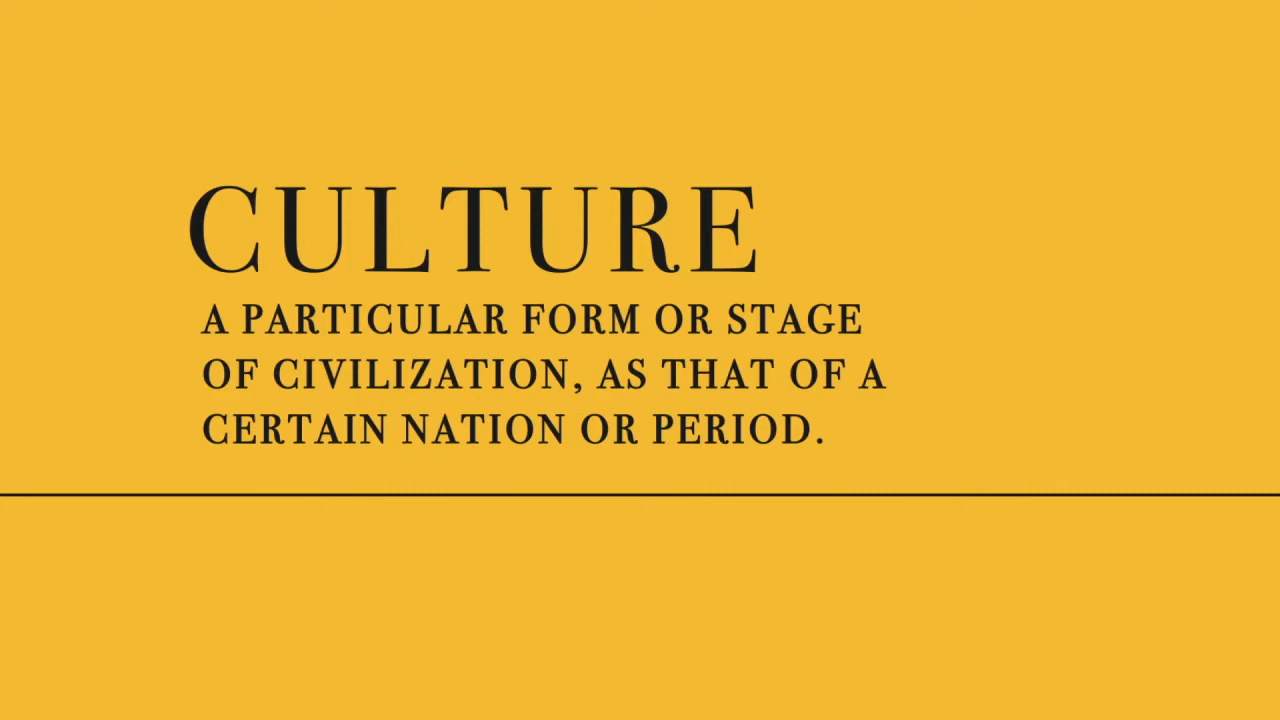 CULTURE
A PARTICULAR FORM OR STAGE
OF CIVILIZATION, AS THAT OF A
CERTAIN NATION OR PERIOD.